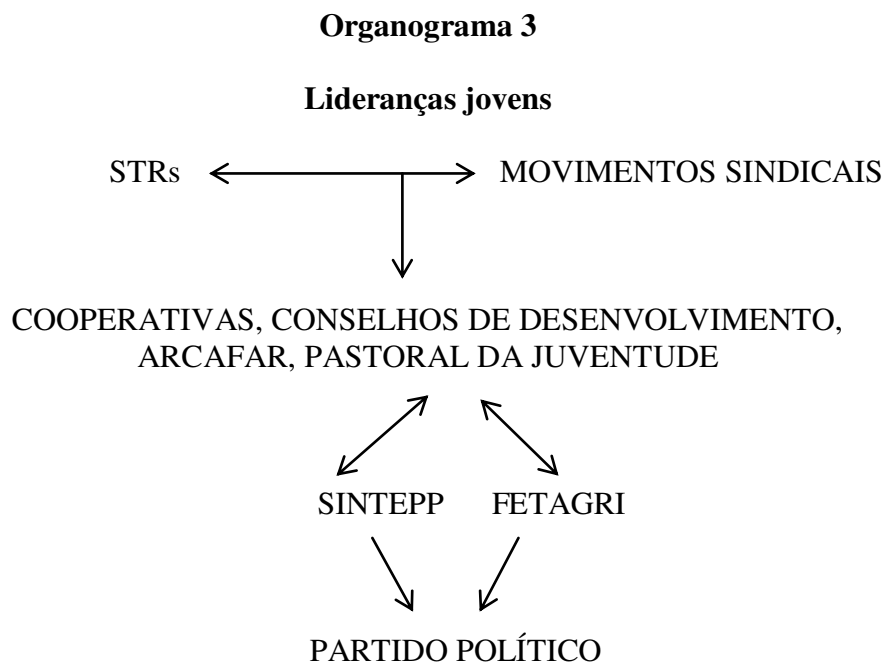 Organograma 3
Lideranças jovens
STRs MOVIMENTOS SINDICAIS
COOPERATIVAS, CONSELHOS DE DESENVOLVIMENTO,
ARCAFAR, PASTORAL DA JUVENTUDE
SINTEPP FETAGRI
PARTIDO POLÍTICO